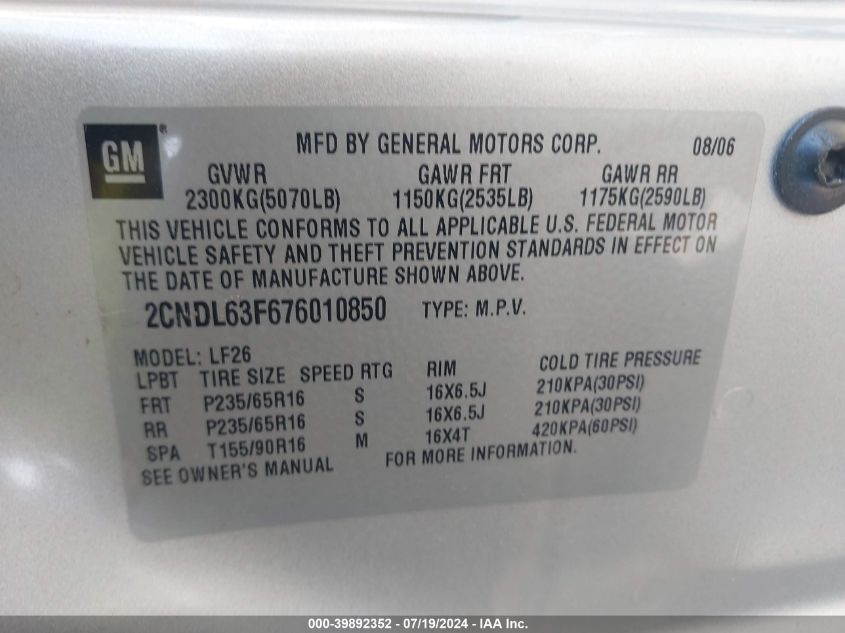 GM
MFD BY GENERAL MOTORS CORP. 08/06
GVWR GAWR FRT GAWR RR
2300KG(5070LB) 1150KG(2535LB) 1175KG(2590LB)
THIS VEHICLE CONFORMS TO ALL APPLICABLE U.S. FEDERAL MOTOR
VEHICLE SAFETY AND THEFT PREVENTION STANDARDS IN EFFECT ON
THE DATE OF MANUFACTURE SHOWN ABOVE.
2CNDL63F676010850 TYPE: M.P.V.
MODEL: LF26
LPBT TIRE SIZE SPEED RTG RIM COLD TIRE PRESSURE
FRT P235/65R16 S 16X6.5J 210KPA(30PSI)
RR P235/65R16 S 16X6.5J 210KPA(30PSI)
SPA T155/90R16 M 16X4T 420KPA(60PSI)
SEE OWNER'S MANUAL FOR MORE INFORMATION.
000-39892352 - 07/19/2024 - IAA Inc.